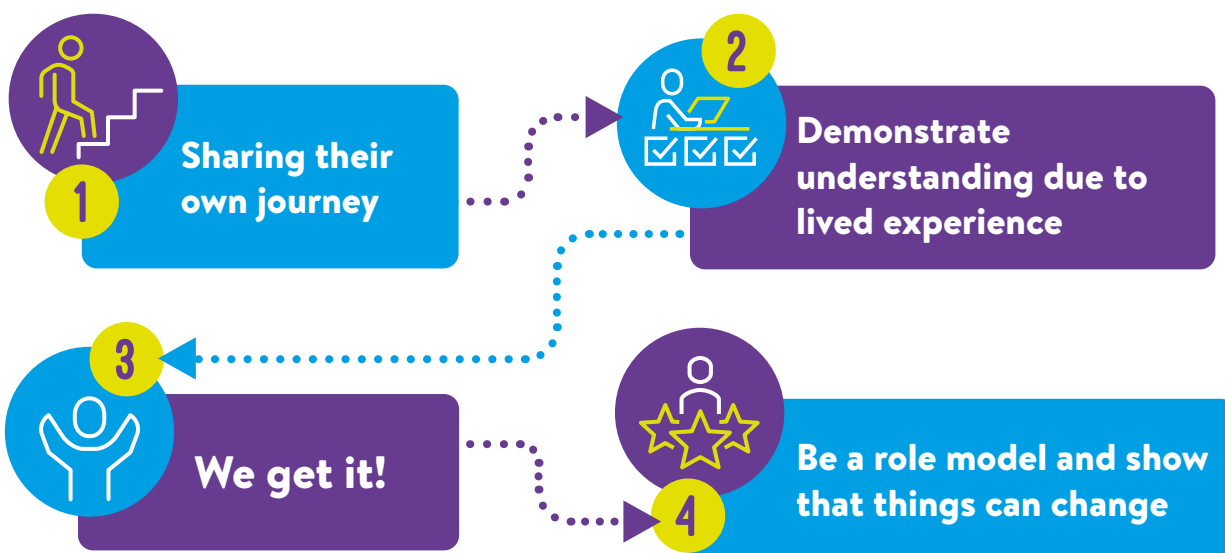 1
Sharing their
own journey
2
Demonstrate
understanding due to
lived experience
3
We get it!
4
Be a role model and show
that things can change